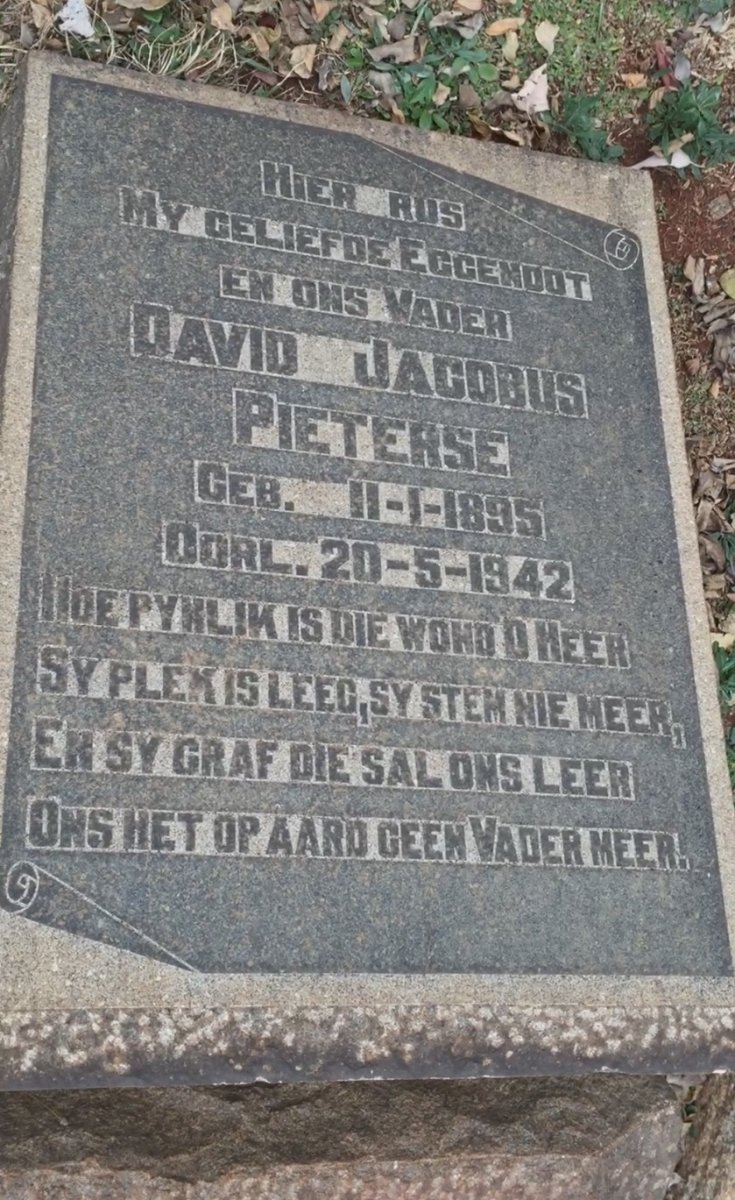 HIER RUS
MY GELIEFDE EGGENOOT
EN ONS VADER
DAVID JACOBUS
PIETERSE
GEB. 11-1-1895
OORL. 20-5-1942
HOE PYNLIK IS DIE WOND O HEER
SY PLEK IS LEEG, SY STEM NIE MEER,
EN SY GRAF DIE SAL ONS LEER
ONS HET OP AARD GEEN VADER MEER.